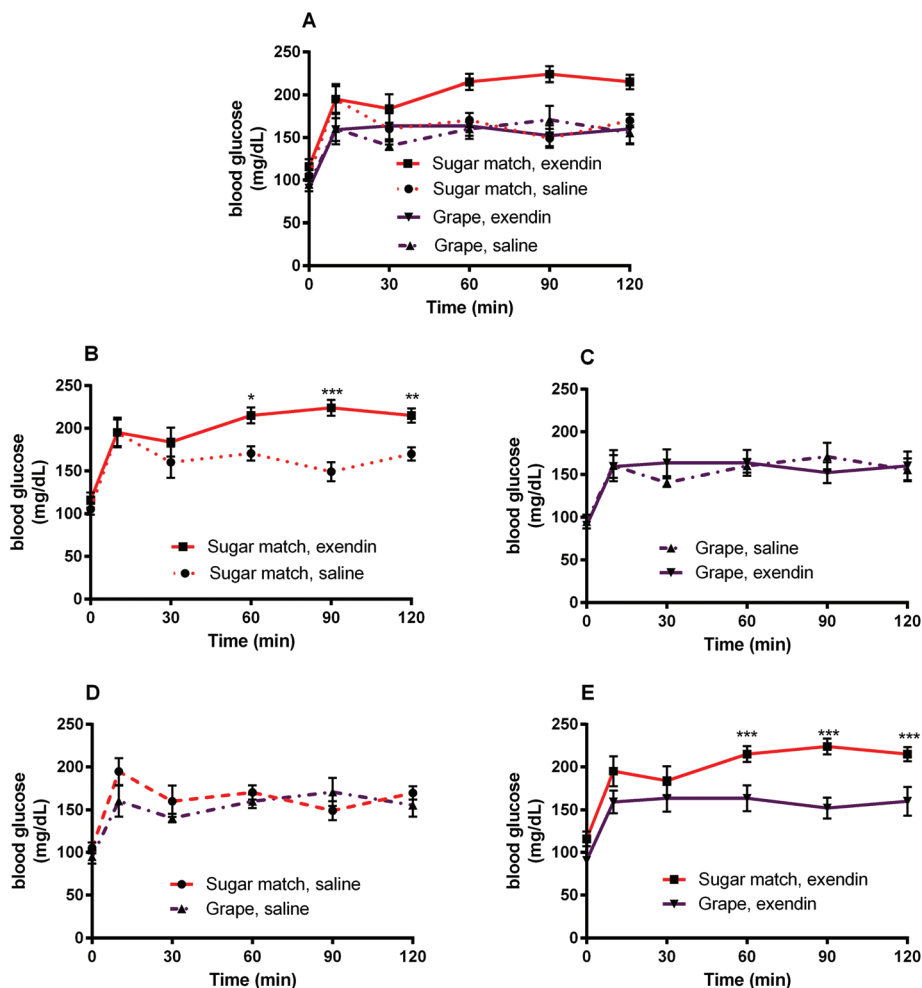 A
250
200
150
100
50
0
blood glucose
(mg/dL)
Sugar match, exendin
Sugar match, saline
Grape, exendin
Grape, saline
0 30 60 90 120
Time (min)
B
250
200
150
100
50
0
blood glucose
(mg/dL)
* *** **
Sugar match, exendin
Sugar match, saline
0 30 60 90 120
Time (min)
C
250
200
150
100
50
0
blood glucose
(mg/dL)
Grape, saline
Grape, exendin
0 30 60 90 120
Time (min)
D
250
200
150
100
50
0
blood glucose
(mg/dL)
Sugar match, saline
Grape, saline
0 30 60 90 120
Time (min)
E
250
200
150
100
50
0
blood glucose
(mg/dL)
*** *** ***
Sugar match, exendin
Grape, exendin
0 30 60 90 120
Time (min)